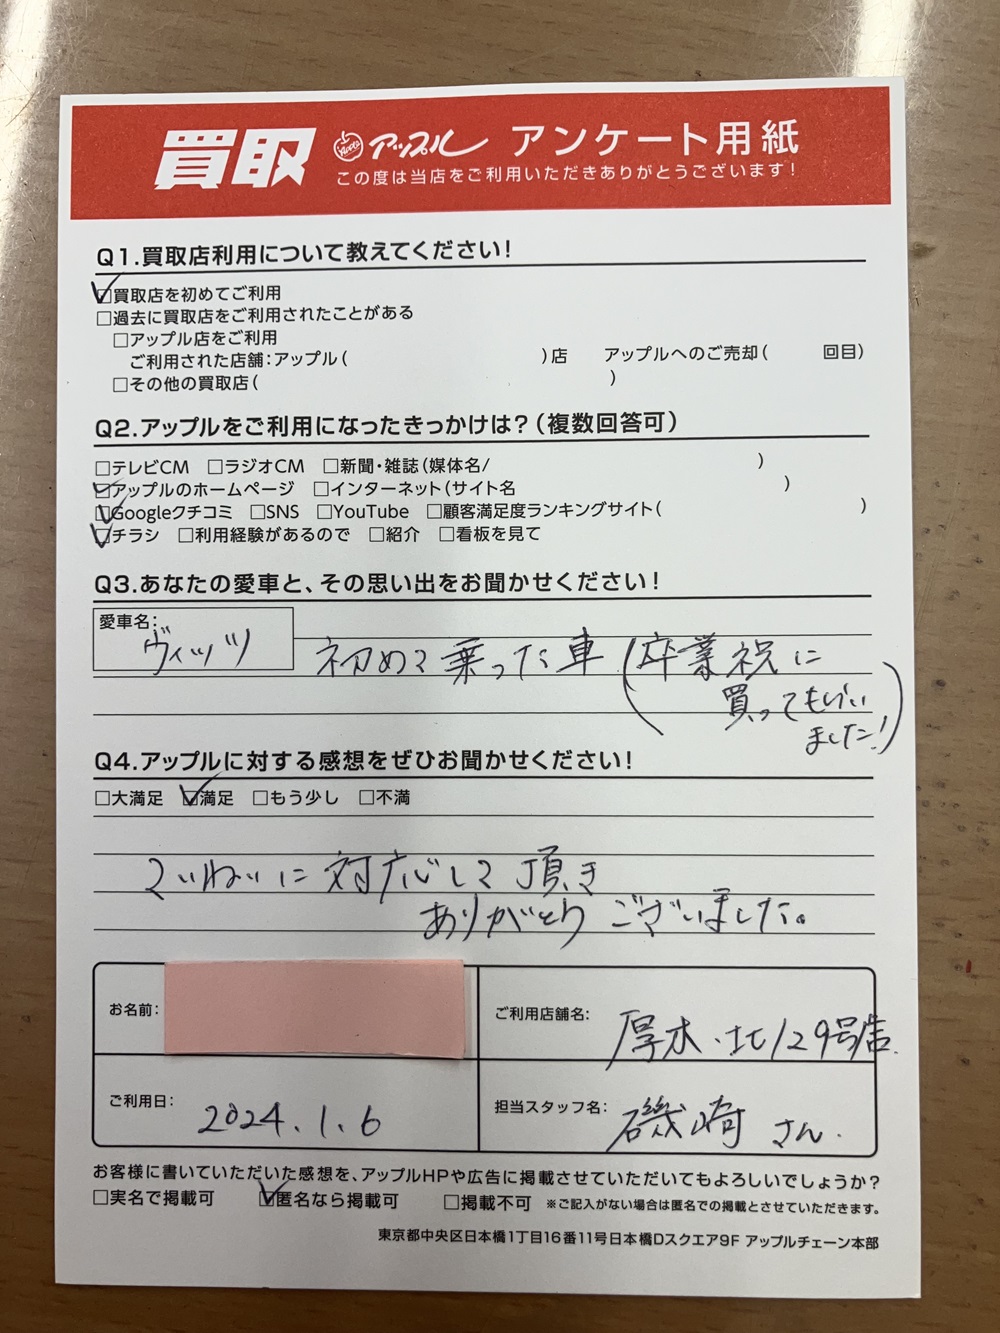 買取 アップル アンケート用紙
この度は当店をご利用いただきありがとうございます!
Q1.買取店利用について教えてください!
☑買取店を初めてご利用
□過去に買取店をご利用されたことがある
□アップル店をご利用
ご利用された店舗:アップル( )店 アップルへのご売却( 回目)
□その他の買取店( )
Q2.アップルをご利用になったきっかけは?(複数回答可)
□テレビCM □ラジオCM □新聞・雑誌(媒体名/ )
☑アップルのホームページ □インターネット(サイト名 )
☑Googleクチコミ □SNS □YouTube □顧客満足度ランキングサイト( )
☑チラシ □利用経験があるので □紹介 □看板を見て
Q3.あなたの愛車と、その思い出をお聞かせください!
愛車名:
ヴィッツ
初めて乗った車 (卒業祝に
買ってもらい
ました!)
Q4.アップルに対する感想をぜひお聞かせください!
□大満足 ☑満足 □もう少し □不満
ていねいに対応して頂き
ありがとうございました。
お名前:
ご利用店舗名: 厚木・北129号店
ご利用日: 2024.1.6
担当スタッフ名: 磯崎さん
お客様に書いていただいた感想を、アップルHPや広告に掲載させていただいてもよろしいでしょうか?
□実名で掲載可 ☑匿名なら掲載可 □掲載不可 ※ご記入がない場合は匿名での掲載とさせていただきます。
東京都中央区日本橋1丁目16番11号日本橋Dスクエア9F アップルチェーン本部